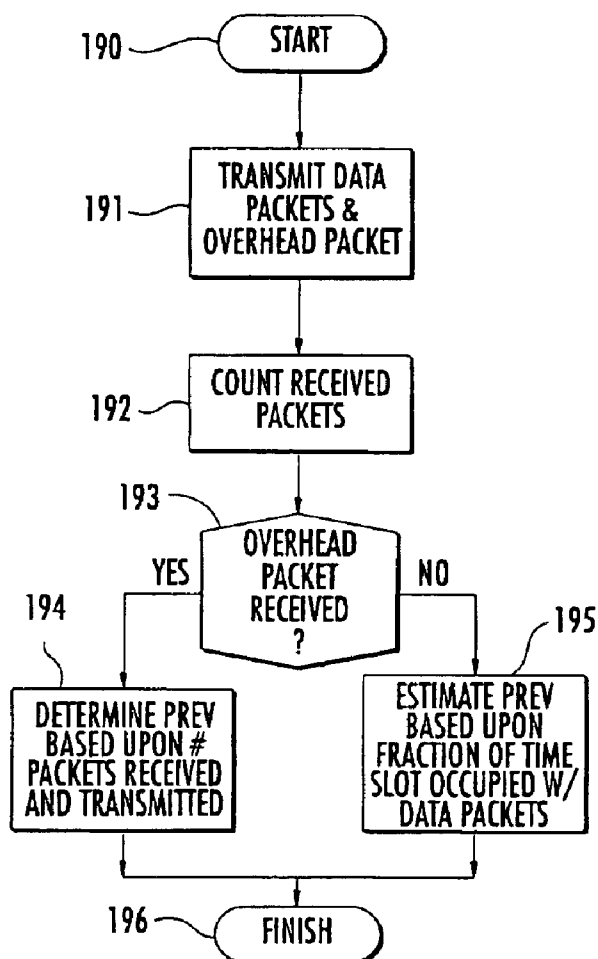 190
START
191
TRANSMIT DATA
PACKETS &
OVERHEAD PACKET
192
COUNT RECEIVED
PACKETS
193
OVERHEAD
PACKET
RECEIVED
?
YES
NO
194
DETERMINE PREV
BASED UPON #
PACKETS RECEIVED
AND TRANSMITTED
195
ESTIMATE PREV
BASED UPON
FRACTION OF TIME
SLOT OCCUPIED W/
DATA PACKETS
196
FINISH